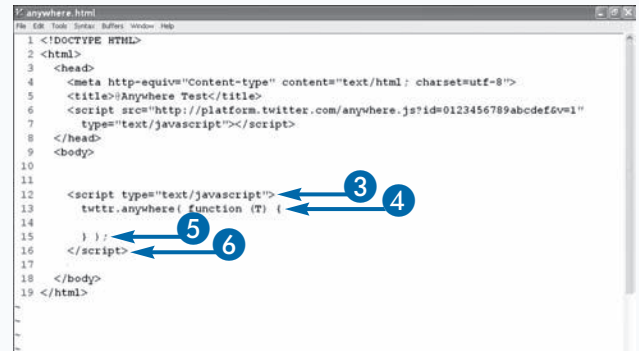 anywhere.html
File Edit Tools Syntax Buffers Window Help
1 <!DOCTYPE HTML>
2 <html>
3 <head>
4 <meta http-equiv="Content-type" content="text/html; charset=utf-8">
5 <title>@Anywhere Test</title>
6 <script src="http://platform.twitter.com/anywhere.js?id=0123456789abcdef&v=1"
7 type="text/javascript"></script>
8 </head>
9 <body>
10
11
12 <script type="text/javascript"> 3
13 twttr.anywhere( function (T) { 4
14
15 } ); 5
16 </script> 6
17
18 </body>
19 </html>
~
~
~
~
~